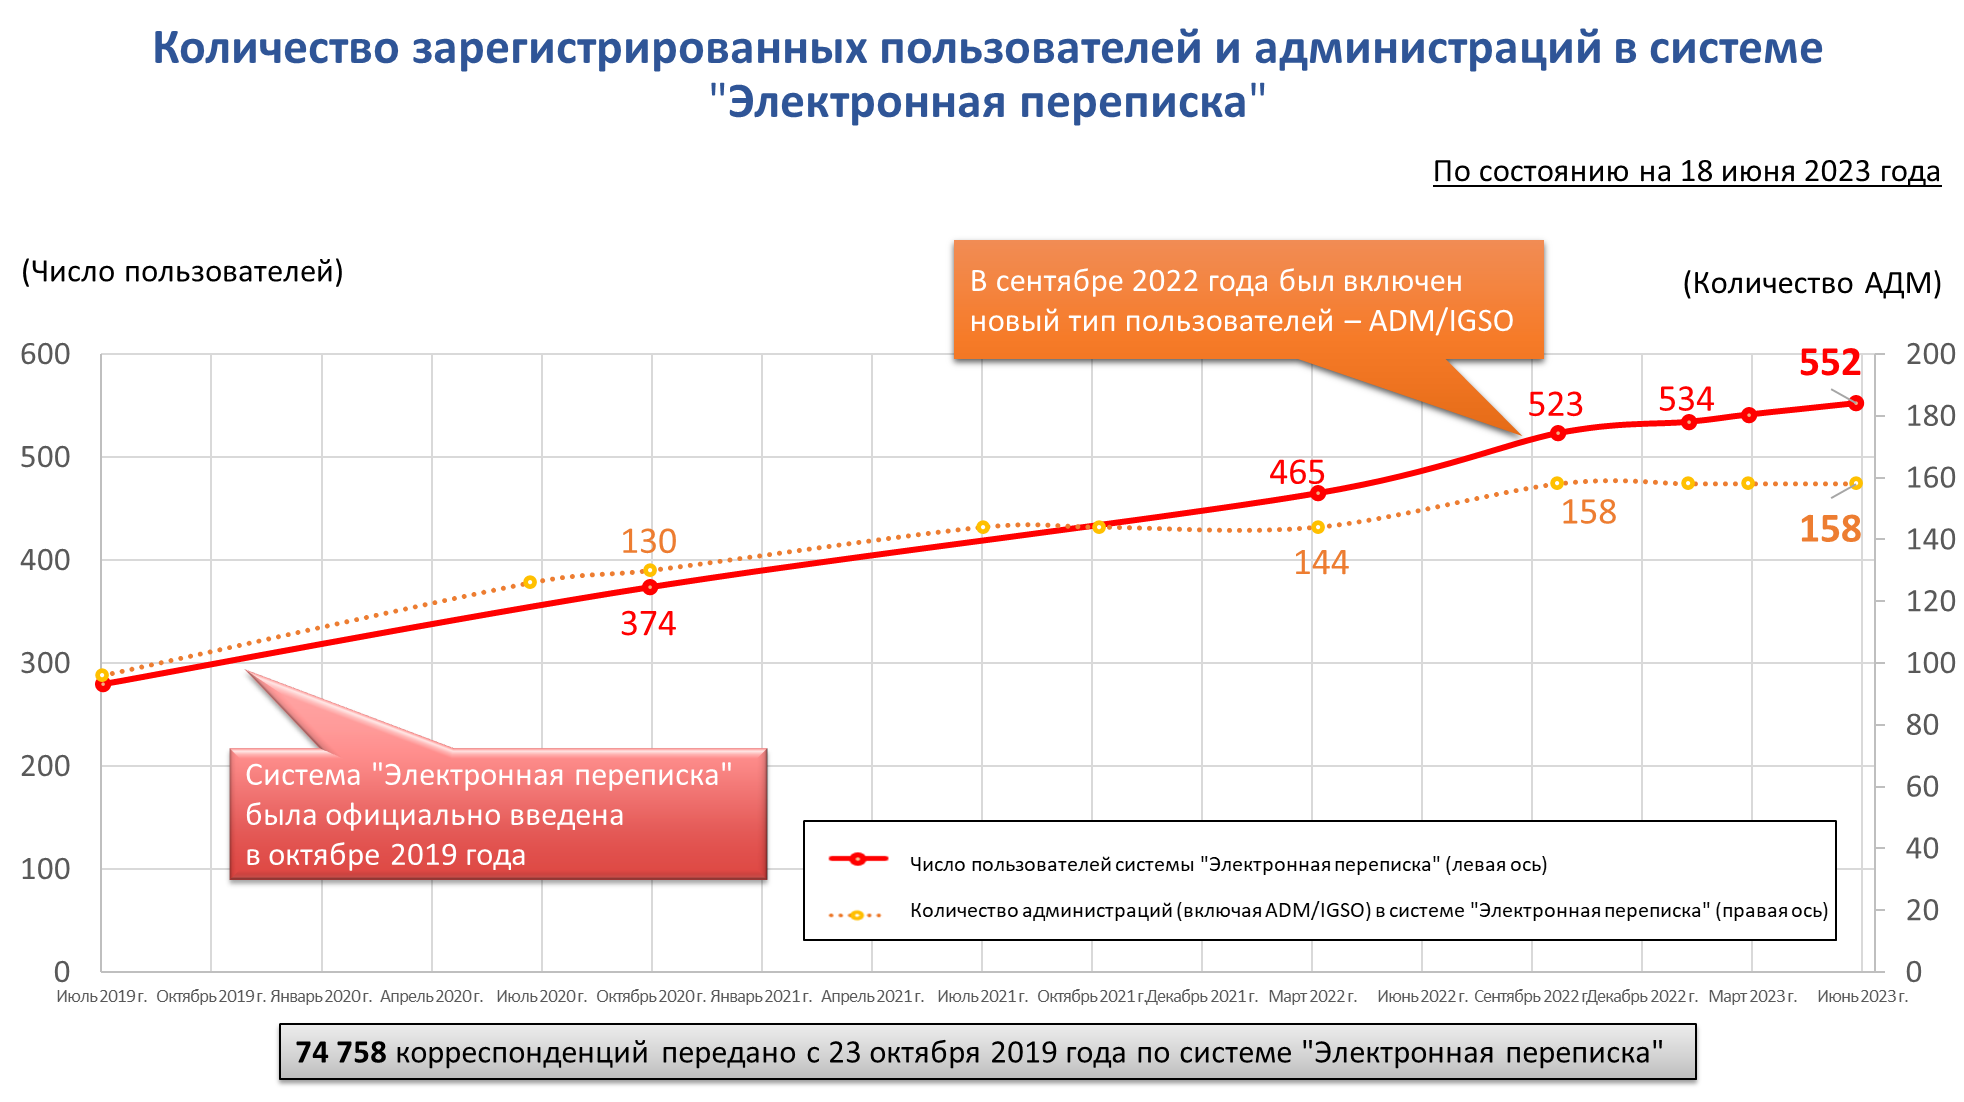 Количество зарегистрированных пользователей и администраций в системе
"Электронная переписка"
По состоянию на 18 июня 2023 года
(Число пользователей)
(Количество АДМ)
В сентябре 2022 года был включен
новый тип пользователей – ADM/IGSO
600
500
400
300
200
100
0
200
180
160
140
120
100
80
60
40
20
0
552
523
534
465
158
158
130
144
374
Система "Электронная переписка"
была официально введена
в октябре 2019 года
Число пользователей системы "Электронная переписка" (левая ось)
Количество администраций (включая ADM/IGSO) в системе "Электронная переписка" (правая ось)
Июль 2019 г. Октябрь 2019 г. Январь 2020 г. Апрель 2020 г. Июль 2020 г. Октябрь 2020 г. Январь 2021 г. Апрель 2021 г. Июль 2021 г. Октябрь 2021 г. Декабрь 2021 г. Март 2022 г. Июнь 2022 г. Сентябрь 2022 г. Декабрь 2022 г. Март 2023 г. Июнь 2023 г.
74 758 корреспонденций передано с 23 октября 2019 года по системе "Электронная переписка"